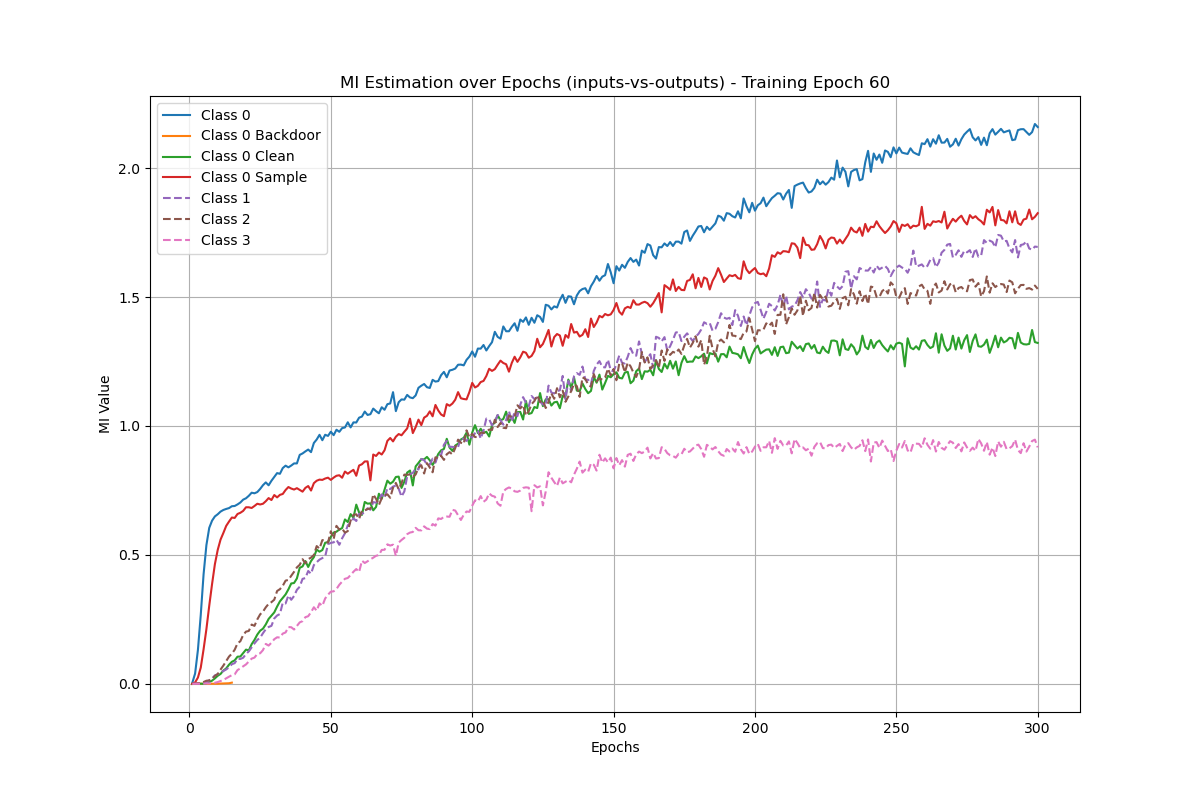 MI Estimation over Epochs (inputs-vs-outputs) - Training Epoch 60
Class 0
Class 0 Backdoor
Class 0 Clean
Class 0 Sample
Class 1
Class 2
Class 3
2.0
1.5
1.0
0.5
0.0
MI Value
0 50 100 150 200 250 300
Epochs